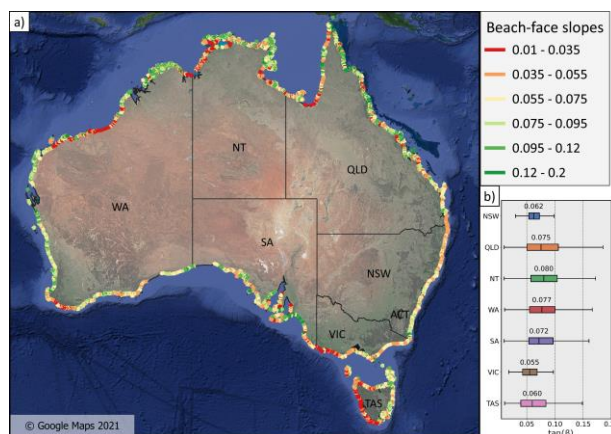 a)
Beach-face slopes
0.01 - 0.035
0.035 - 0.055
0.055 - 0.075
0.075 - 0.095
0.095 - 0.12
0.12 - 0.2
NT
QLD
WA
SA
NSW
ACT
VIC
TAS
© Google Maps 2021
b)
0.062
NSW
0.075
QLD
0.080
NT
0.077
WA
0.072
SA
0.055
VIC
0.060
TAS
0.05 0.10 0.15
tan(β)